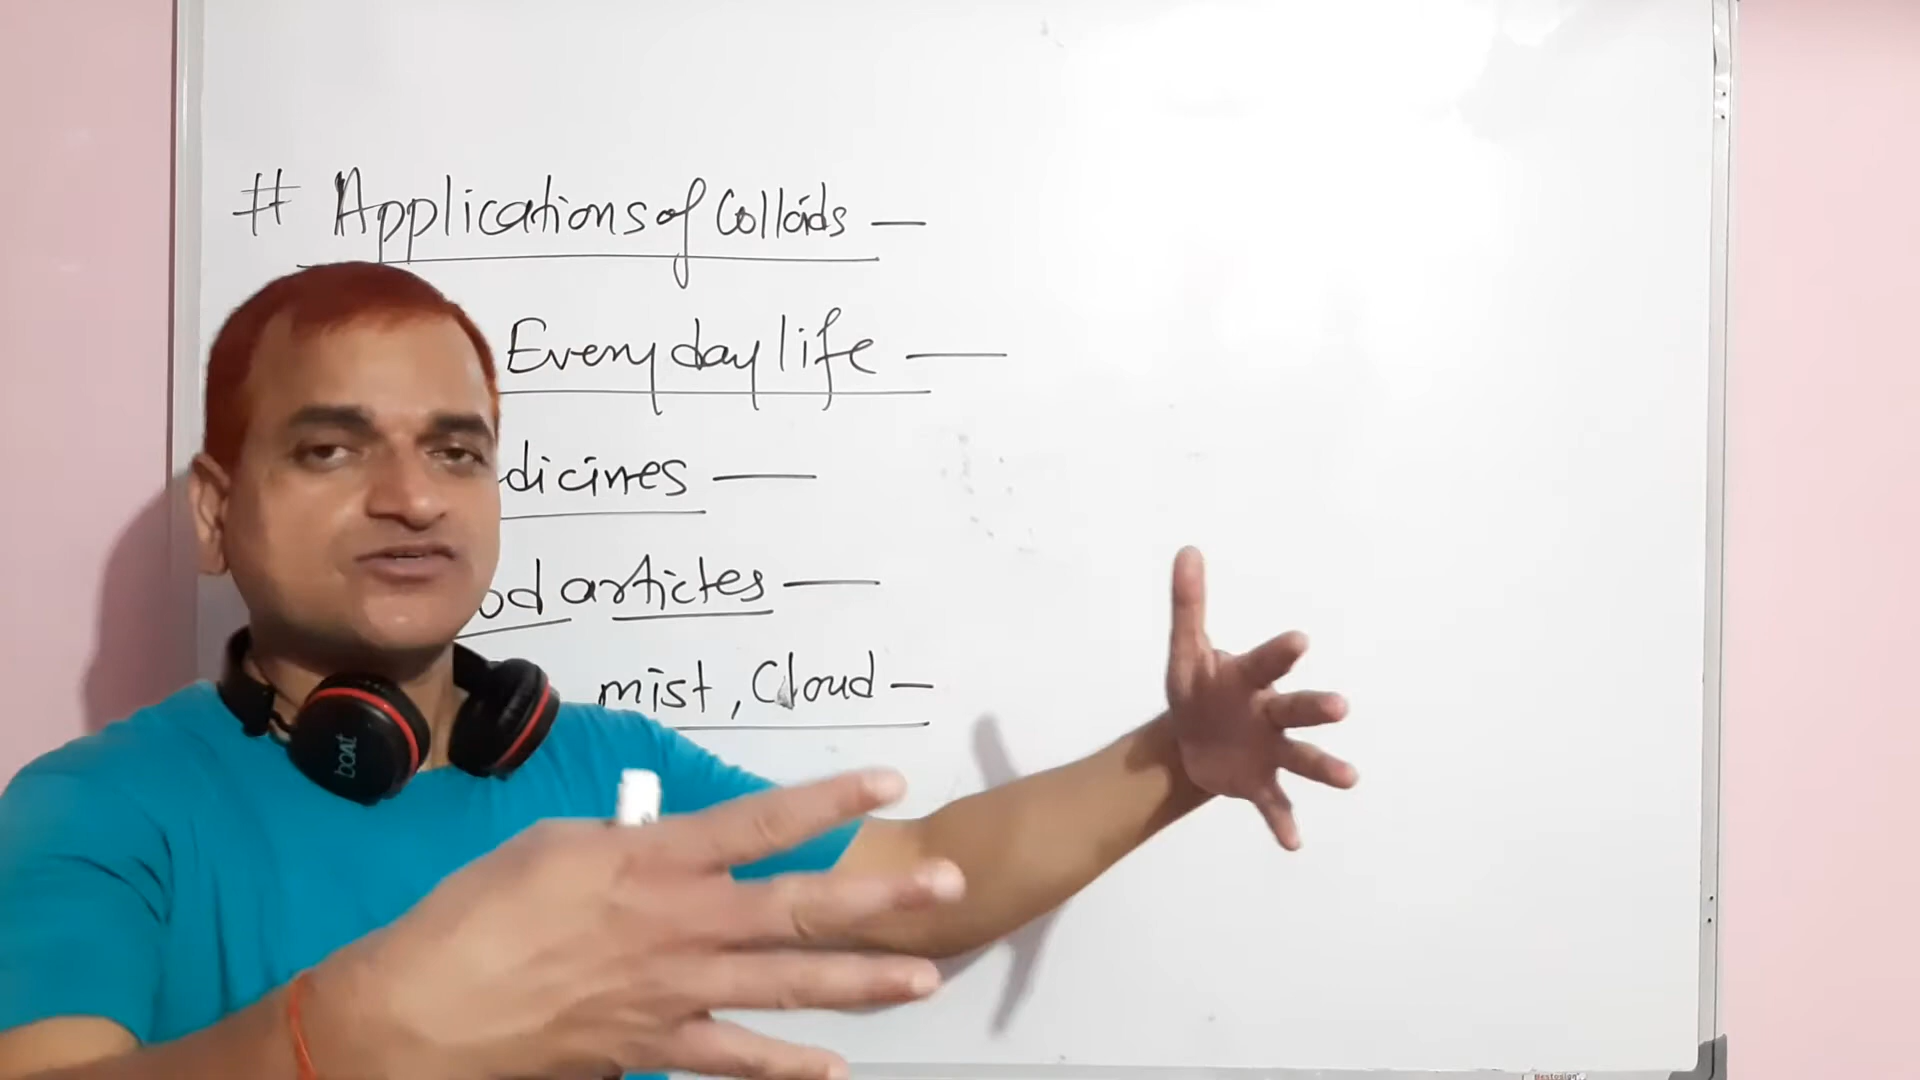 # Applications of Colloids —
Everyday life —
dicines —
od articles —
mist, Cloud —
boat